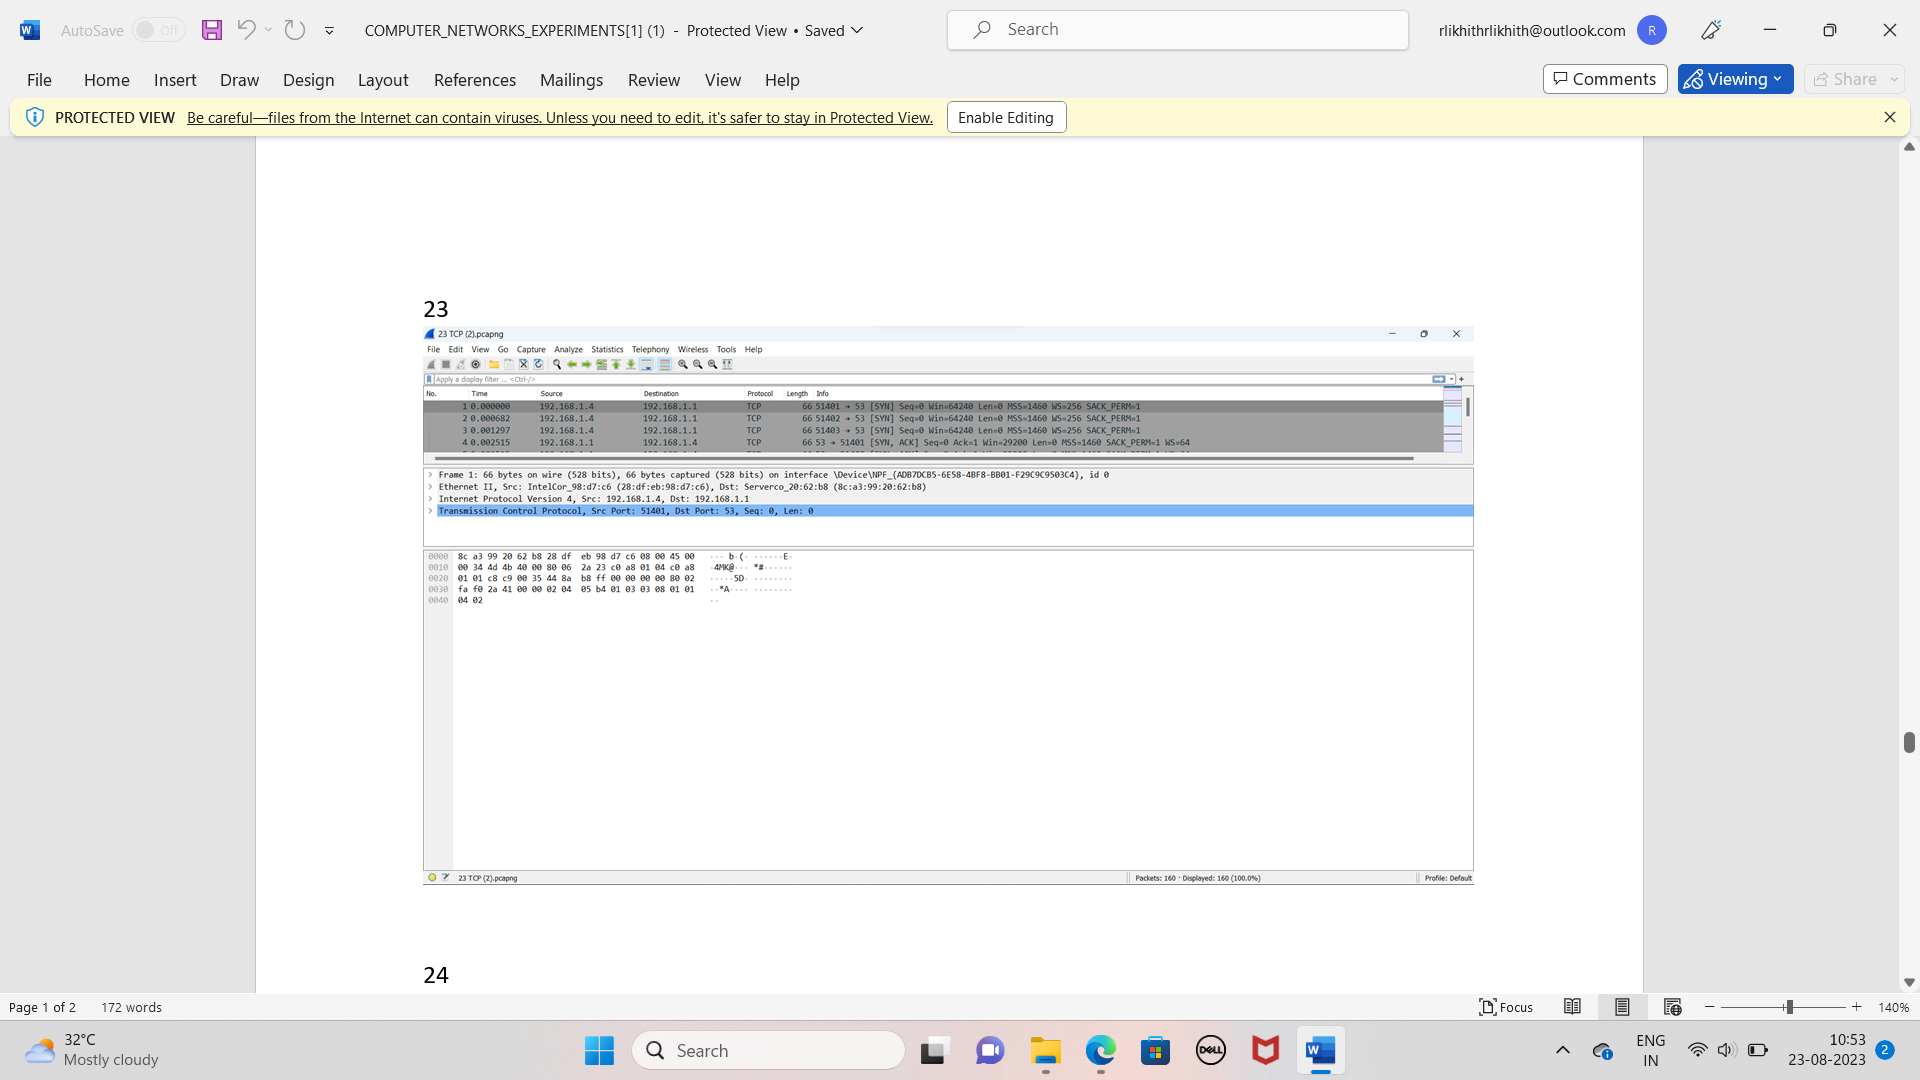 AutoSave Off COMPUTER_NETWORKS_EXPERIMENTS[1] (1) - Protected View • Saved Search rlikhithrlikhith@outlook.com R
File Home Insert Draw Design Layout References Mailings Review View Help Comments Viewing Share
PROTECTED VIEW Be careful—files from the Internet can contain viruses. Unless you need to edit, it's safer to stay in Protected View. Enable Editing
23
23 TCP (2).pcapng
File Edit View Go Capture Analyze Statistics Telephony Wireless Tools Help
Apply a display filter ... <Ctrl-/>
No. Time Source Destination Protocol Length Info
1 0.000000 192.168.1.4 192.168.1.1 TCP 66 51401 → 53 [SYN] Seq=0 Win=64240 Len=0 MSS=1460 WS=256 SACK_PERM=1
2 0.000682 192.168.1.4 192.168.1.1 TCP 66 51402 → 53 [SYN] Seq=0 Win=64240 Len=0 MSS=1460 WS=256 SACK_PERM=1
3 0.001297 192.168.1.4 192.168.1.1 TCP 66 51403 → 53 [SYN] Seq=0 Win=64240 Len=0 MSS=1460 WS=256 SACK_PERM=1
4 0.002515 192.168.1.1 192.168.1.4 TCP 66 53 → 51401 [SYN, ACK] Seq=0 Ack=1 Win=29200 Len=0 MSS=1460 SACK_PERM=1 WS=64
Frame 1: 66 bytes on wire (528 bits), 66 bytes captured (528 bits) on interface \Device\NPF_{ADB7DCB5-6E58-4BF8-BB01-F29C9C9503C4}, id 0
Ethernet II, Src: IntelCor_98:d7:c6 (28:df:eb:98:d7:c6), Dst: Serverco_20:62:b8 (8c:a3:99:20:62:b8)
Internet Protocol Version 4, Src: 192.168.1.4, Dst: 192.168.1.1
Transmission Control Protocol, Src Port: 51401, Dst Port: 53, Seq: 0, Len: 0
0000 8c a3 99 20 62 b8 28 df eb 98 d7 c6 08 00 45 00 ··· b·(· ······E·
0010 00 34 4d 4b 40 00 80 06 2a 23 c0 a8 01 04 c0 a8 ·4MK@··· *#······
0020 01 01 c8 c9 00 35 44 8a b8 ff 00 00 00 00 80 02 ·····5D· ········
0030 fa f0 2a 41 00 00 02 04 05 b4 01 03 03 08 01 01 ··*A···· ········
0040 04 02 ··
23 TCP (2).pcapng Packets: 160 · Displayed: 160 (100.0%) Profile: Default
24
Page 1 of 2 172 words Focus 140%
32°C
Mostly cloudy
Search
DELL
ENG
IN
10:53
23-08-2023
2